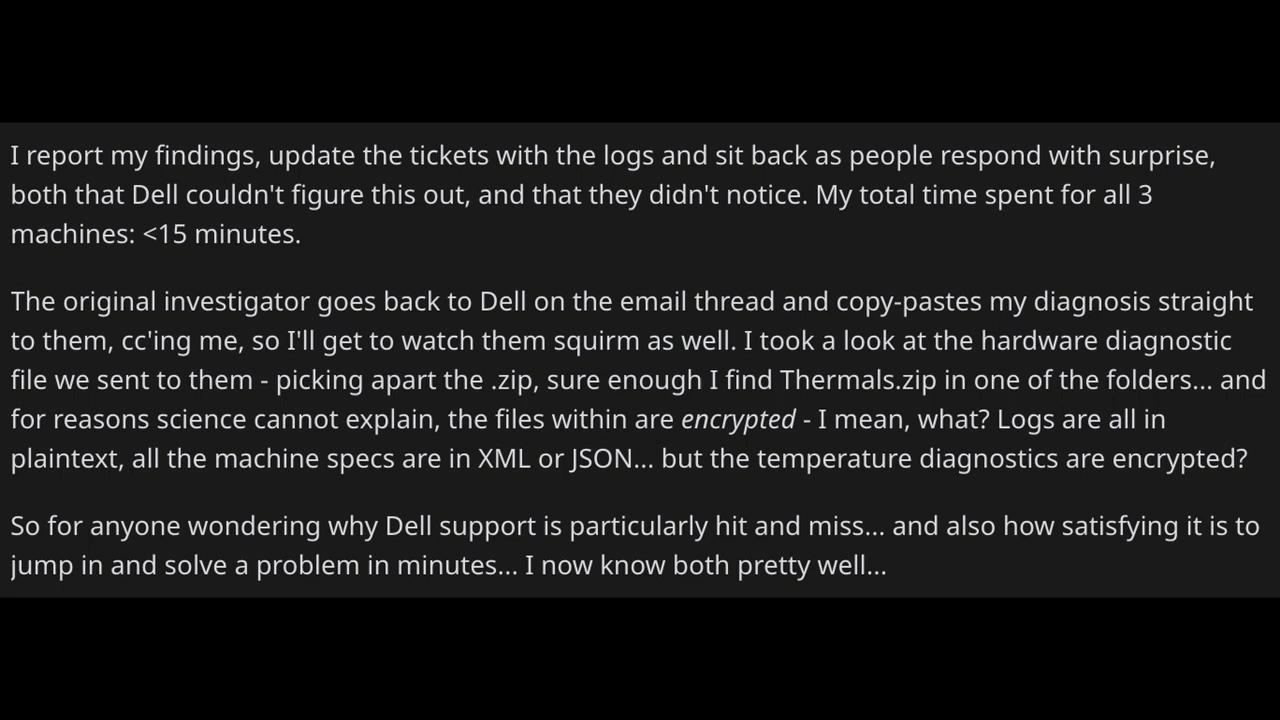 I report my findings, update the tickets with the logs and sit back as people respond with surprise,
both that Dell couldn't figure this out, and that they didn't notice. My total time spent for all 3
machines: <15 minutes.
The original investigator goes back to Dell on the email thread and copy-pastes my diagnosis straight
to them, cc'ing me, so I'll get to watch them squirm as well. I took a look at the hardware diagnostic
file we sent to them - picking apart the .zip, sure enough I find Thermals.zip in one of the folders... and
for reasons science cannot explain, the files within are encrypted - I mean, what? Logs are all in
plaintext, all the machine specs are in XML or JSON... but the temperature diagnostics are encrypted?
So for anyone wondering why Dell support is particularly hit and miss... and also how satisfying it is to
jump in and solve a problem in minutes... I now know both pretty well...